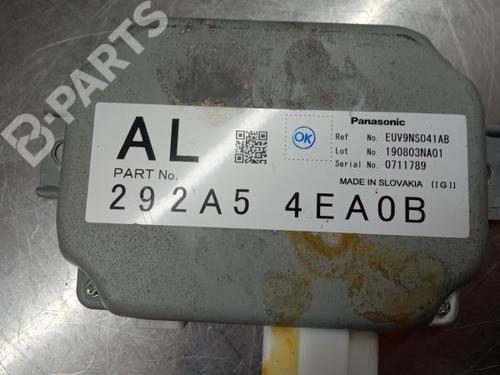 B-PARTS
Panasonic
OK
Ref No. EUV9NS041AB
AL
Lot No. 190803NA01
Serial No. 0711789
PART No.
MADE IN SLOVAKIA [[G]]
292A5 4EA0B